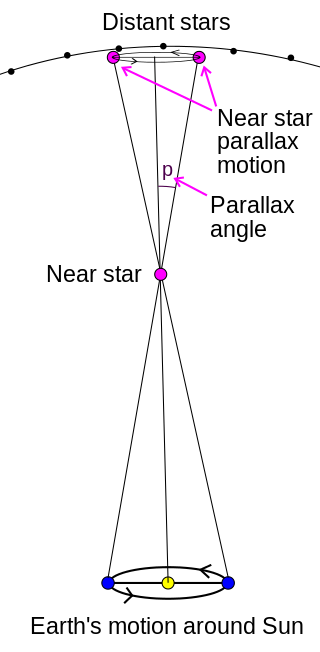 Distant stars
Near star
parallax
motion
p
Parallax
angle
Near star
Earth's motion around Sun